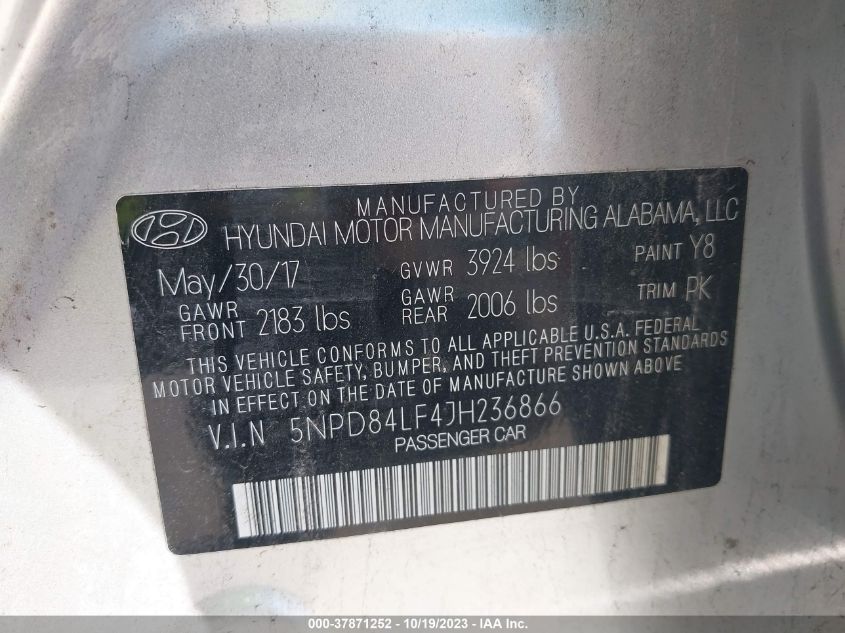 MANUFACTURED BY
HYUNDAI MOTOR MANUFACTURING ALABAMA, LLC
May/30/17 GVWR 3924 lbs PAINT Y8
GAWR FRONT 2183 lbs GAWR REAR 2006 lbs TRIM PK
THIS VEHICLE CONFORMS TO ALL APPLICABLE U.S.A. FEDERAL
MOTOR VEHICLE SAFETY, BUMPER, AND THEFT PREVENTION STANDARDS
IN EFFECT ON THE DATE OF MANUFACTURE SHOWN ABOVE
V.I.N 5NPD84LF4JH236866
PASSENGER CAR
000-37871252 - 10/19/2023 - IAA Inc.